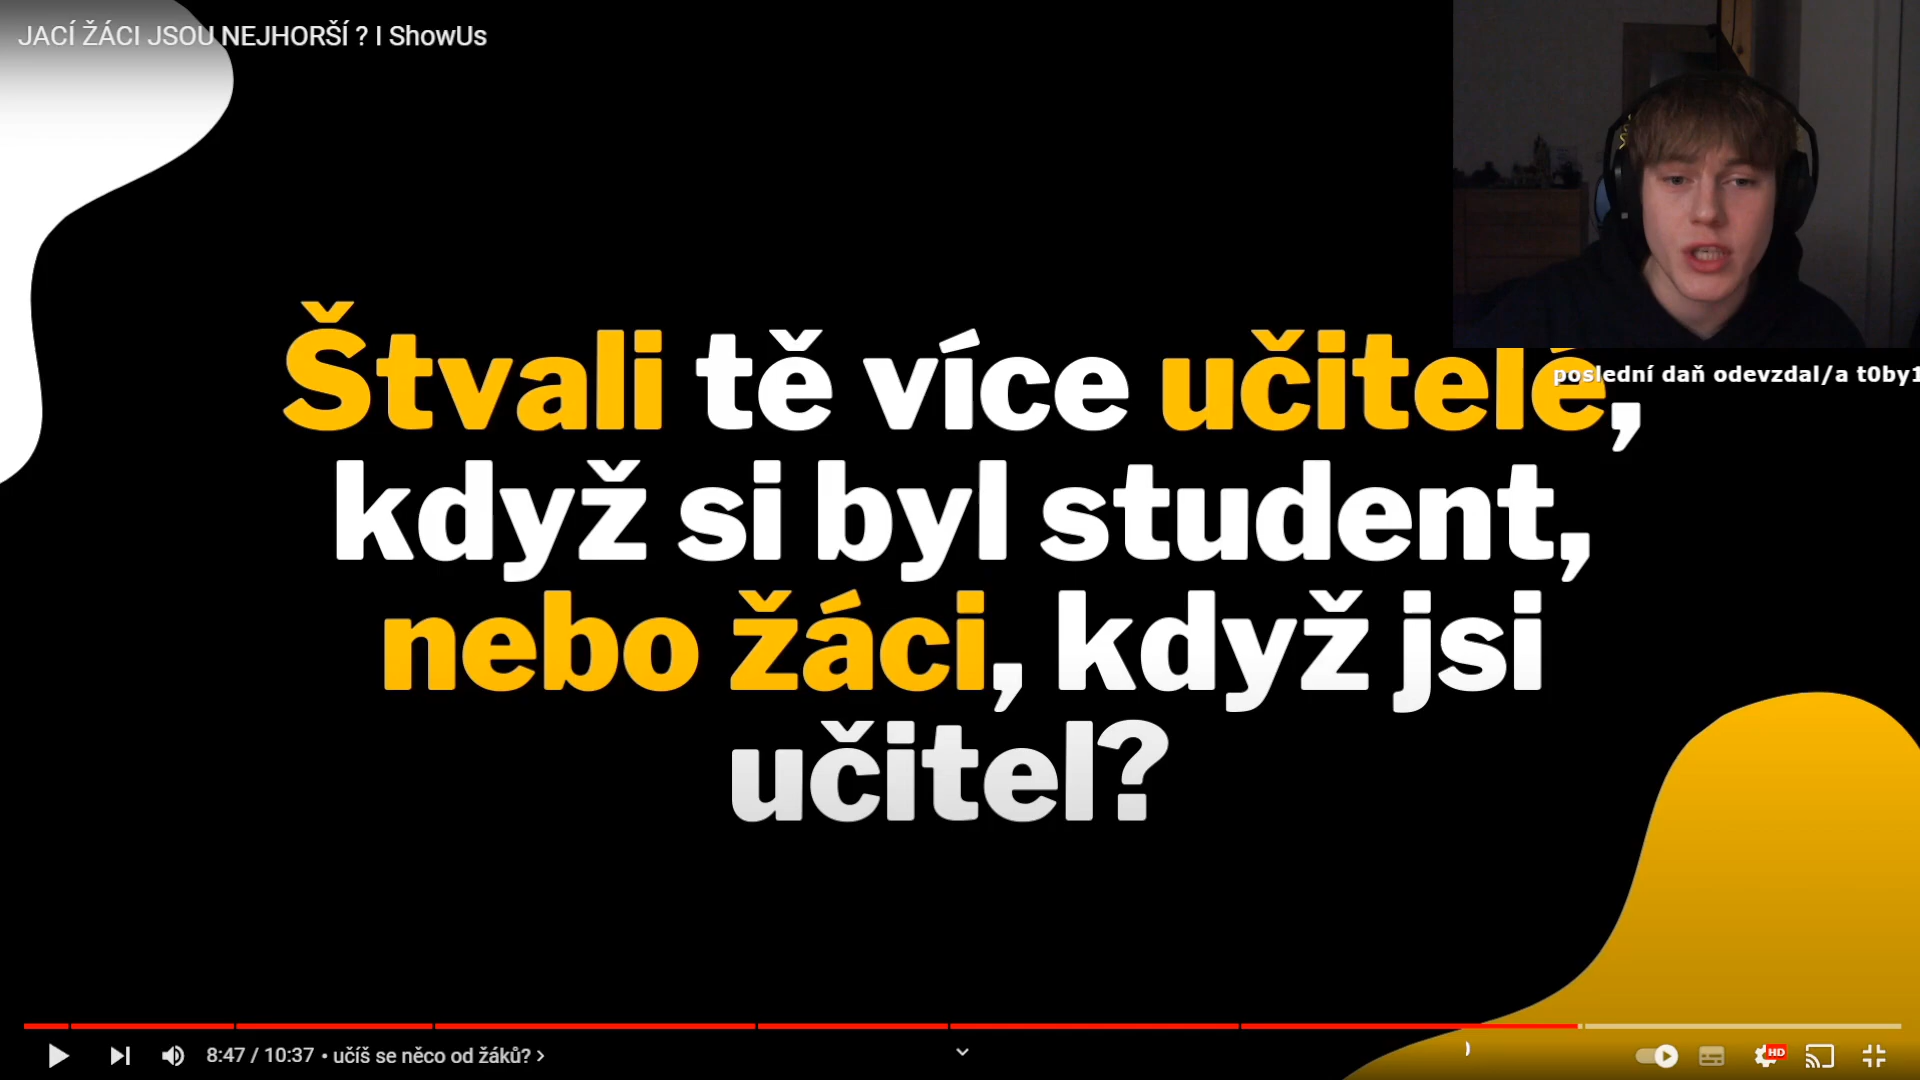 JACÍ ŽÁCI JSOU NEJHORŠÍ ? I ShowUs
poslední daň odevzdal/a t0by1
Štvali tě více učitelé,
když si byl student,
nebo žáci, když jsi
učitel?
8:47 / 10:37 • učíš se něco od žáků? ›
HD